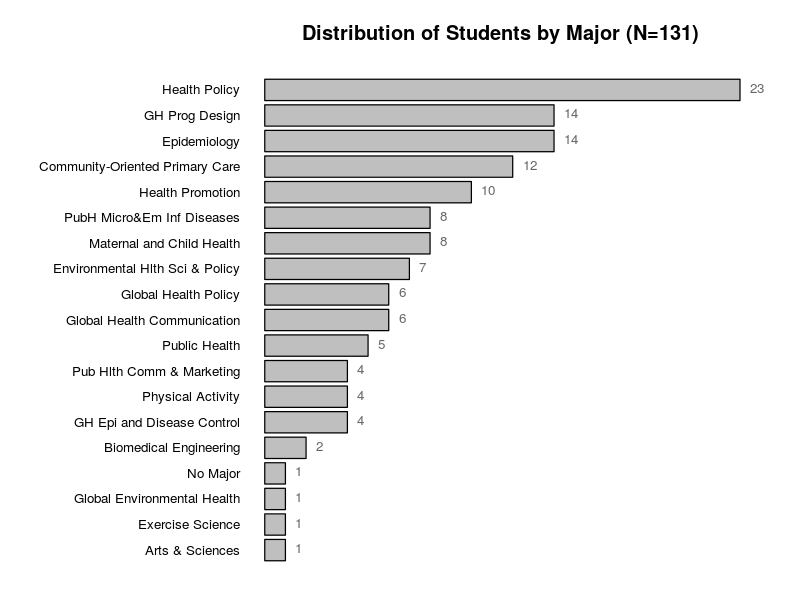 Distribution of Students by Major (N=131)
Health Policy 23
GH Prog Design 14
Epidemiology 14
Community-Oriented Primary Care 12
Health Promotion 10
PubH Micro&Em Inf Diseases 8
Maternal and Child Health 8
Environmental Hlth Sci & Policy 7
Global Health Policy 6
Global Health Communication 6
Public Health 5
Pub Hlth Comm & Marketing 4
Physical Activity 4
GH Epi and Disease Control 4
Biomedical Engineering 2
No Major 1
Global Environmental Health 1
Exercise Science 1
Arts & Sciences 1